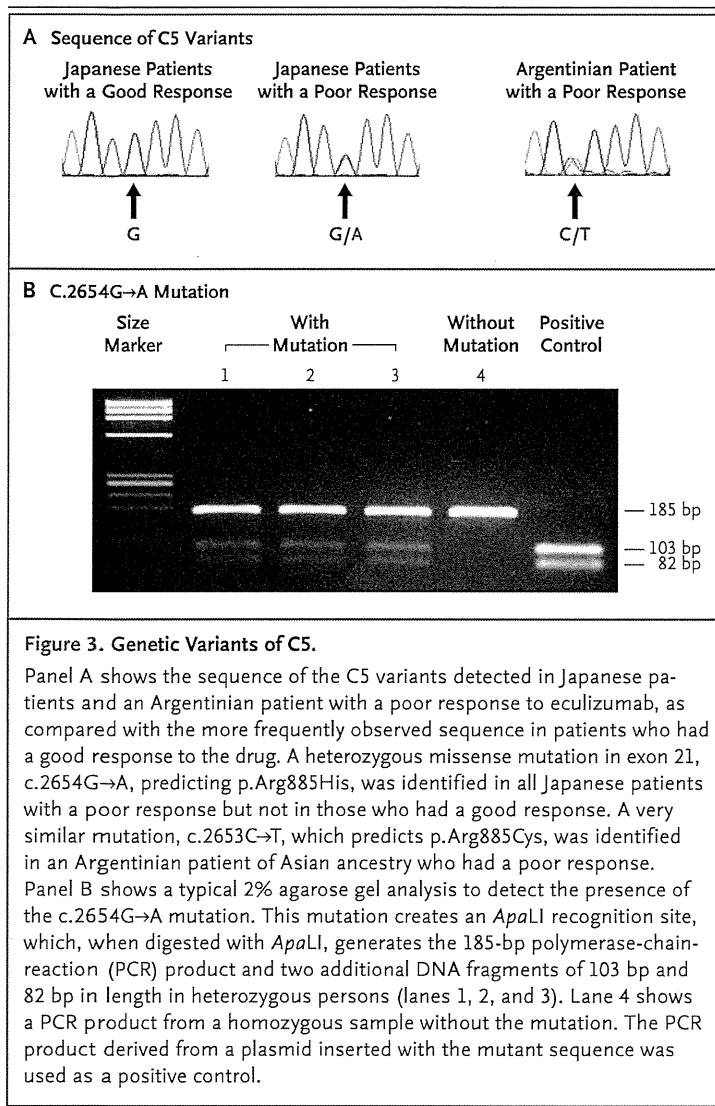 A Sequence of C5 Variants
Japanese Patients with a Good Response
Japanese Patients with a Poor Response
Argentinian Patient with a Poor Response
G
G/A
C/T
B C.2654G→A Mutation
Size Marker
With Mutation
Without Mutation
Positive Control
1 2 3 4
185 bp
103 bp
82 bp
Figure 3. Genetic Variants of C5.
Panel A shows the sequence of the C5 variants detected in Japanese pa-
tients and an Argentinian patient with a poor response to eculizumab, as
compared with the more frequently observed sequence in patients who had
a good response to the drug. A heterozygous missense mutation in exon 21,
c.2654G→A, predicting p.Arg885His, was identified in all Japanese patients
with a poor response but not in those who had a good response. A very
similar mutation, c.2653C→T, which predicts p.Arg885Cys, was identified
in an Argentinian patient of Asian ancestry who had a poor response.
Panel B shows a typical 2% agarose gel analysis to detect the presence of
the c.2654G→A mutation. This mutation creates an ApaLI recognition site,
which, when digested with ApaLI, generates the 185-bp polymerase-chain-
reaction (PCR) product and two additional DNA fragments of 103 bp and
82 bp in length in heterozygous persons (lanes 1, 2, and 3). Lane 4 shows
a PCR product from a homozygous sample without the mutation. The PCR
product derived from a plasmid inserted with the mutant sequence was
used as a positive control.